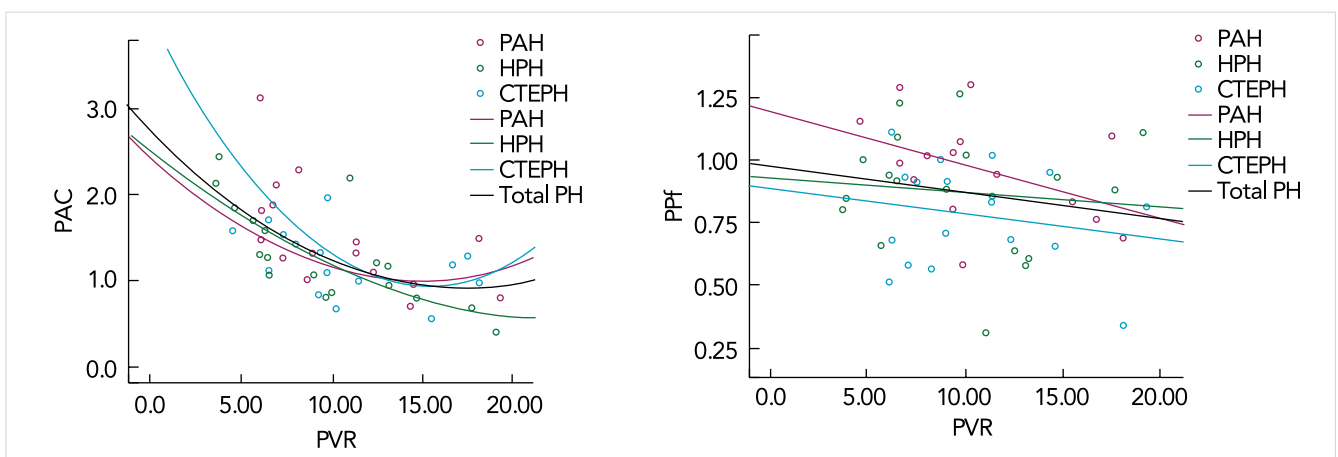 PAH
HPH
CTEPH
PAH
HPH
CTEPH
Total PH
3.0
2.0
1.0
0.0
PAC
0.0 5.00 10.00 15.00 20.00
PVR
PAH
HPH
CTEPH
PAH
HPH
CTEPH
Total PH
1.25
1.00
0.75
0.50
0.25
PPf
0.0 5.00 10.00 15.00 20.00
PVR